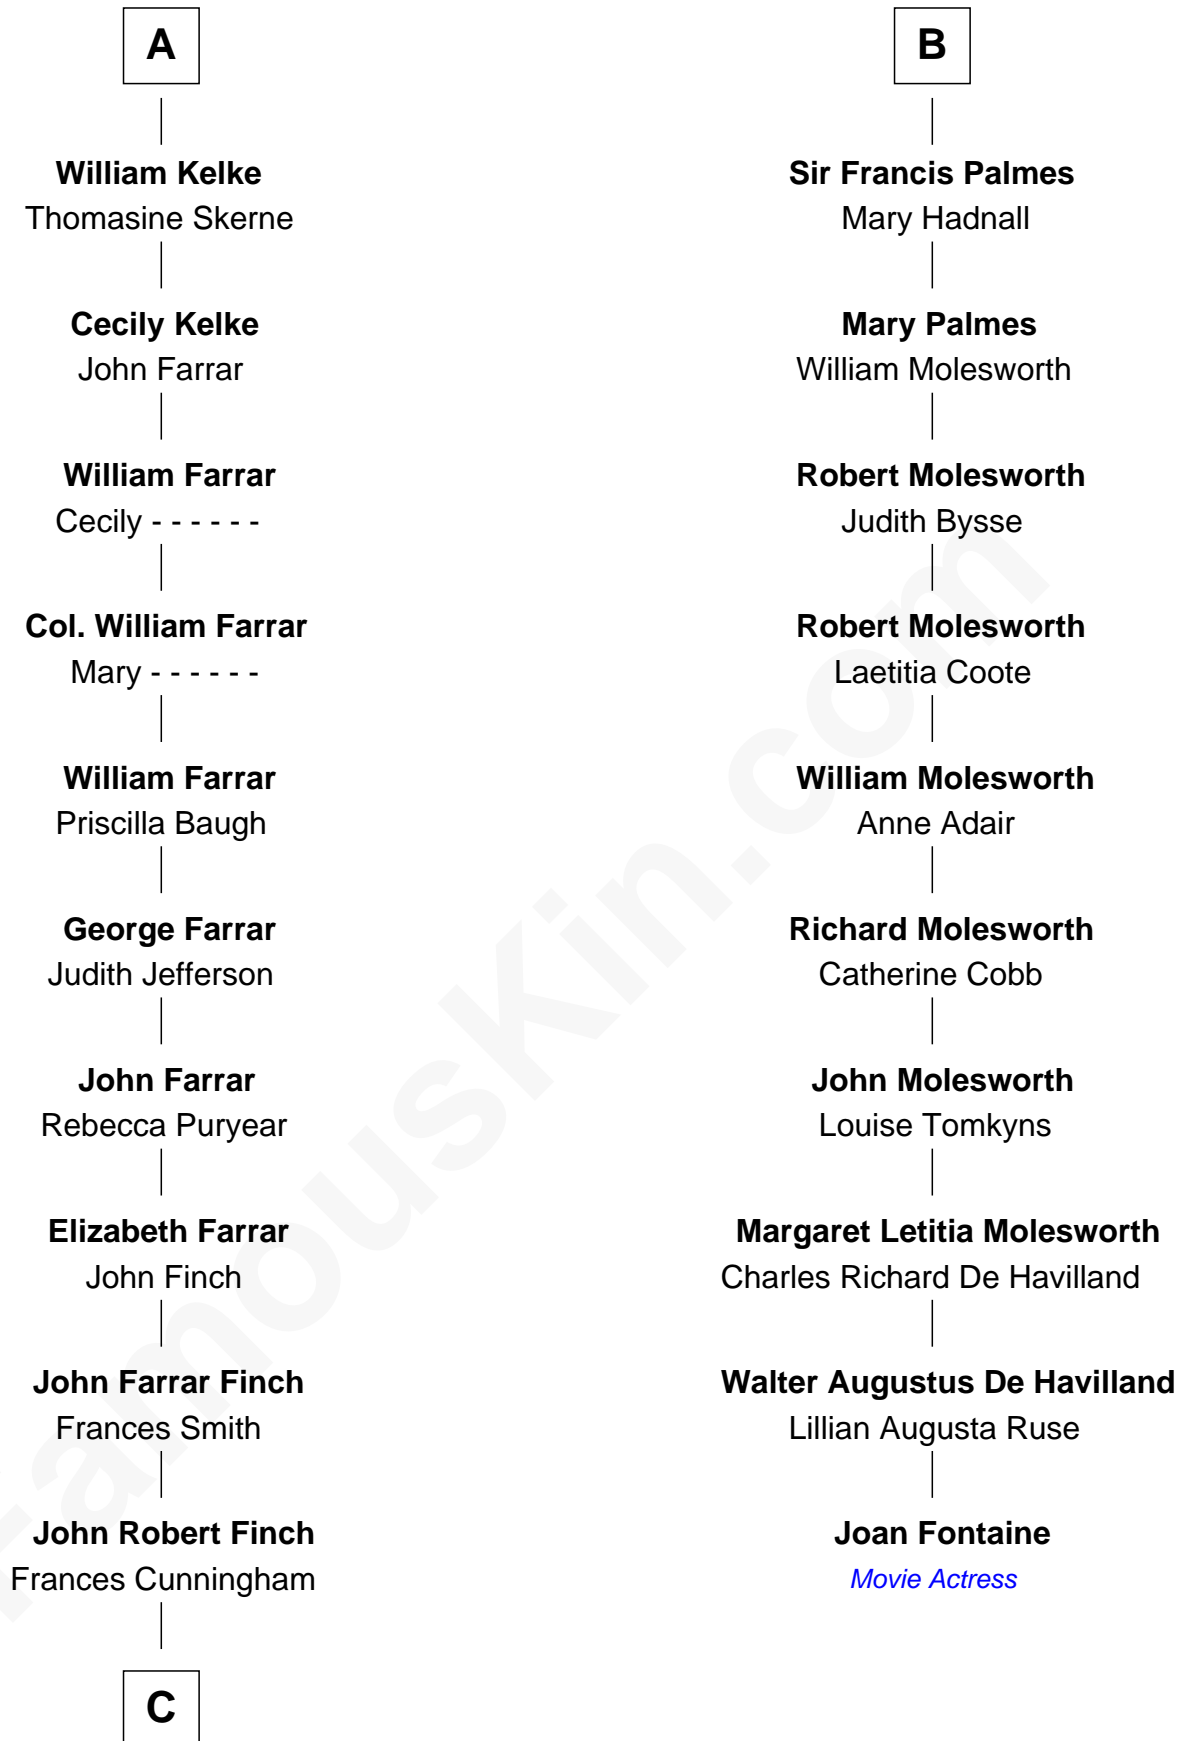 A
William Kelke
Thomasine Skerne
Cecily Kelke
John Farrar
William Farrar
Cecily - - - - - -
Col. William Farrar
Mary - - - - - -
William Farrar
Priscilla Baugh
George Farrar
Judith Jefferson
John Farrar
Rebecca Puryear
Elizabeth Farrar
John Finch
John Farrar Finch
Frances Smith
John Robert Finch
Frances Cunningham
C
B
Sir Francis Palmes
Mary Hadnall
Mary Palmes
William Molesworth
Robert Molesworth
Judith Bysse
Robert Molesworth
Laetitia Coote
William Molesworth
Anne Adair
Richard Molesworth
Catherine Cobb
John Molesworth
Louise Tomkyns
Margaret Letitia Molesworth
Charles Richard De Havilland
Walter Augustus De Havilland
Lillian Augusta Ruse
Joan Fontaine
Movie Actress
FamousKin.com